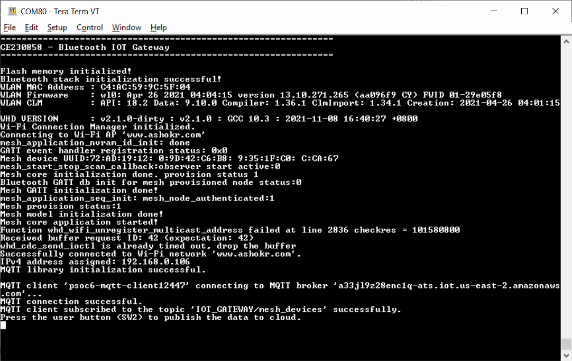 COM80 - Tera Term VT
File Edit Setup Control Window Help
============================================================
CE230858 - Bluetooth IOT Gateway
============================================================
Flash memory initialized!
Bluetooth stack initialization successful!
WLAN MAC Address : C4:AC:59:9C:5F:04
WLAN Firmware : wl0: Apr 26 2021 04:04:15 version 13.10.271.265 (aa096f9 CY) FWID 01-29e05f8
WLAN CLM : API: 18.2 Data: 9.10.0 Compiler: 1.36.1 ClmImport: 1.34.1 Creation: 2021-04-26 04:01:15
WHD VERSION : v2.1.0-dirty : v2.1.0 : GCC 10.3 : 2021-11-08 16:40:27 +0800
Wi-Fi Connection Manager initialized.
Connecting to Wi-Fi AP 'www.ashokr.com'
mesh_application_nvran_id_init: done
GATT event handler registration status: 0x0
Mesh device UUID:72:AD:19:12: 0:9D:42:C6:B8: 9:35:1F:C0: C:CA:67
mesh_start_stop_scan_callback:observer start active:0
Mesh core initialization done. provision status 1
Bluetooth GATT db init for mesh provisioned node status:0
Mesh GATT initialization done!
mesh_application_seq_init: mesh_node_authenticated:1
Mesh provision status:1
Mesh model initialization done!
Mesh core application started!
Function whd_wifi_unregister_multicast_address failed at line 2036 checkres = 101580800
Received buffer request ID: 42 (expectation: 42)
whd_cdc_send_ioctl is already timed out, drop the buffer
Successfully connected to Wi-Fi network 'www.ashokr.com'.
IPv4 address assigned: 192.168.0.106
MQTT library initialization successful.
MQTT client 'psoc6-mqtt-client12447' connecting to MQTT broker 'a33jl9z28enc1q-ats.iot.us-east-2.amazonaws
.com'...
MQTT connection successful.
MQTT client subscribed to the topic 'IOT_GATEWAY/mesh_devices' successfully.
Press the user button (SW2) to publish the data to cloud.